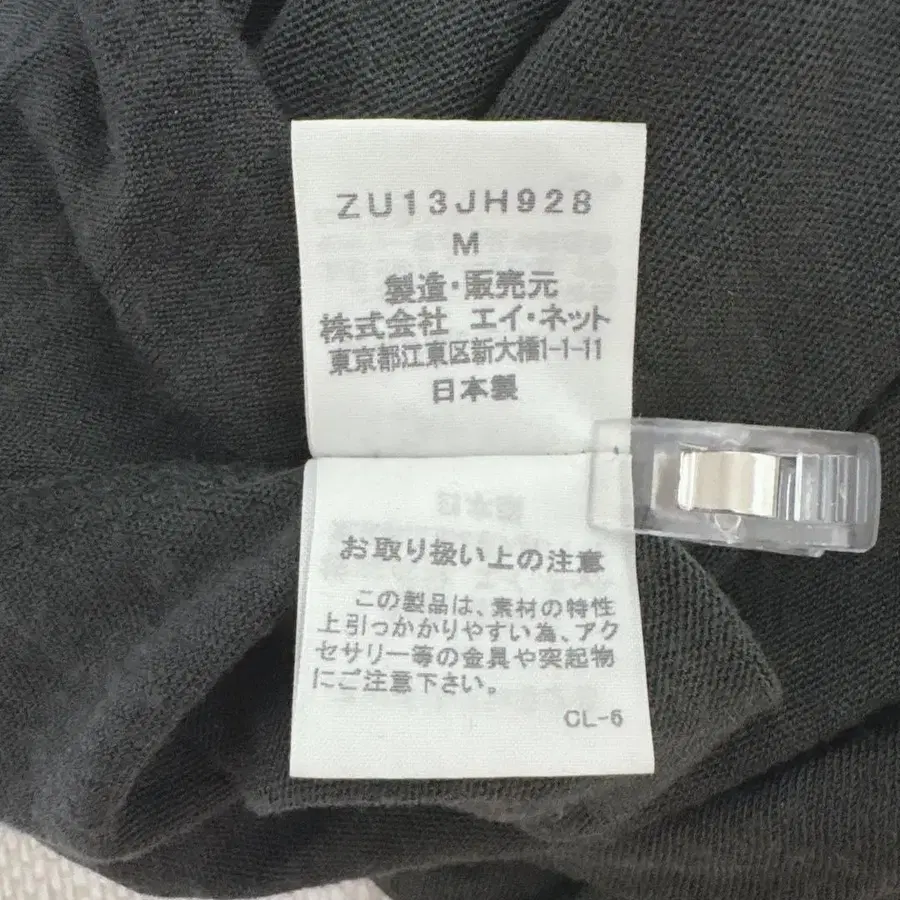 ZU13JH928
M
製造・販売元
株式会社 エイ・ネット
東京都江東区新大橋1-1-11
日本製
お取り扱い上の注意
この製品は、素材の特性
上引っかかりやすい為、アク
セサリー等の金具や突起物
にご注意下さい。
CL-6